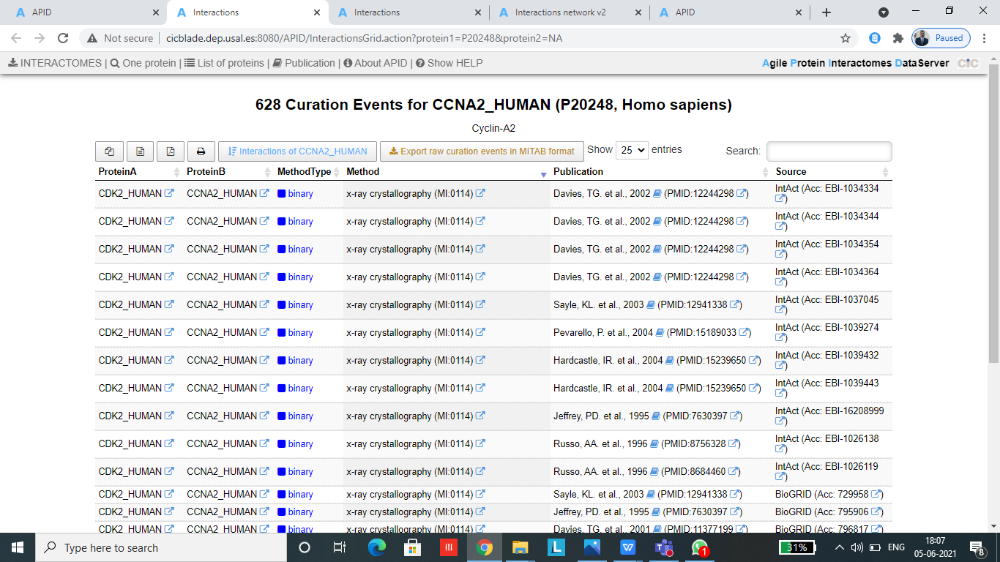 APID
Interactions
Interactions
Interactions network v2
APID
Not secure
cicblade.dep.usal.es:8080/APID/InteractionsGrid.action?protein1=P20248&protein2=NA
Paused
INTERACTOMES | One protein | List of proteins | Publication | About APID | Show HELP
Agile Protein Interactomes DataServer
CiC
628 Curation Events for CCNA2_HUMAN (P20248, Homo sapiens)
Cyclin-A2
Interactions of CCNA2_HUMAN
Export raw curation events in MITAB format
Show 25 entries
Search:
ProteinA ProteinB MethodType Method Publication Source
CDK2_HUMAN CCNA2_HUMAN binary x-ray crystallography (MI:0114) Davies, TG. et al., 2002 (PMID:12244298) IntAct (Acc: EBI-1034334)
CDK2_HUMAN CCNA2_HUMAN binary x-ray crystallography (MI:0114) Davies, TG. et al., 2002 (PMID:12244298) IntAct (Acc: EBI-1034344)
CDK2_HUMAN CCNA2_HUMAN binary x-ray crystallography (MI:0114) Davies, TG. et al., 2002 (PMID:12244298) IntAct (Acc: EBI-1034354)
CDK2_HUMAN CCNA2_HUMAN binary x-ray crystallography (MI:0114) Davies, TG. et al., 2002 (PMID:12244298) IntAct (Acc: EBI-1034364)
CDK2_HUMAN CCNA2_HUMAN binary x-ray crystallography (MI:0114) Sayle, KL. et al., 2003 (PMID:12941338) IntAct (Acc: EBI-1037045)
CDK2_HUMAN CCNA2_HUMAN binary x-ray crystallography (MI:0114) Pevarello, P. et al., 2004 (PMID:15189033) IntAct (Acc: EBI-1039274)
CDK2_HUMAN CCNA2_HUMAN binary x-ray crystallography (MI:0114) Hardcastle, IR. et al., 2004 (PMID:15239650) IntAct (Acc: EBI-1039432)
CDK2_HUMAN CCNA2_HUMAN binary x-ray crystallography (MI:0114) Hardcastle, IR. et al., 2004 (PMID:15239650) IntAct (Acc: EBI-1039443)
CDK2_HUMAN CCNA2_HUMAN binary x-ray crystallography (MI:0114) Jeffrey, PD. et al., 1995 (PMID:7630397) IntAct (Acc: EBI-16208999)
CDK2_HUMAN CCNA2_HUMAN binary x-ray crystallography (MI:0114) Russo, AA. et al., 1996 (PMID:8756328) IntAct (Acc: EBI-1026138)
CDK2_HUMAN CCNA2_HUMAN binary x-ray crystallography (MI:0114) Russo, AA. et al., 1996 (PMID:8684460) IntAct (Acc: EBI-1026119)
CDK2_HUMAN CCNA2_HUMAN binary x-ray crystallography (MI:0114) Sayle, KL. et al., 2003 (PMID:12941338) BioGRID (Acc: 729958)
CDK2_HUMAN CCNA2_HUMAN binary x-ray crystallography (MI:0114) Jeffrey, PD. et al., 1995 (PMID:7630397) BioGRID (Acc: 795906)
CDK2_HUMAN CCNA2_HUMAN binary x-ray crystallography (MI:0114) Davies, TG. et al., 2001 (PMID:11377199) BioGRID (Acc: 796817)
Type here to search
L
W
1
31%
ENG
18:07
05-06-2021
8